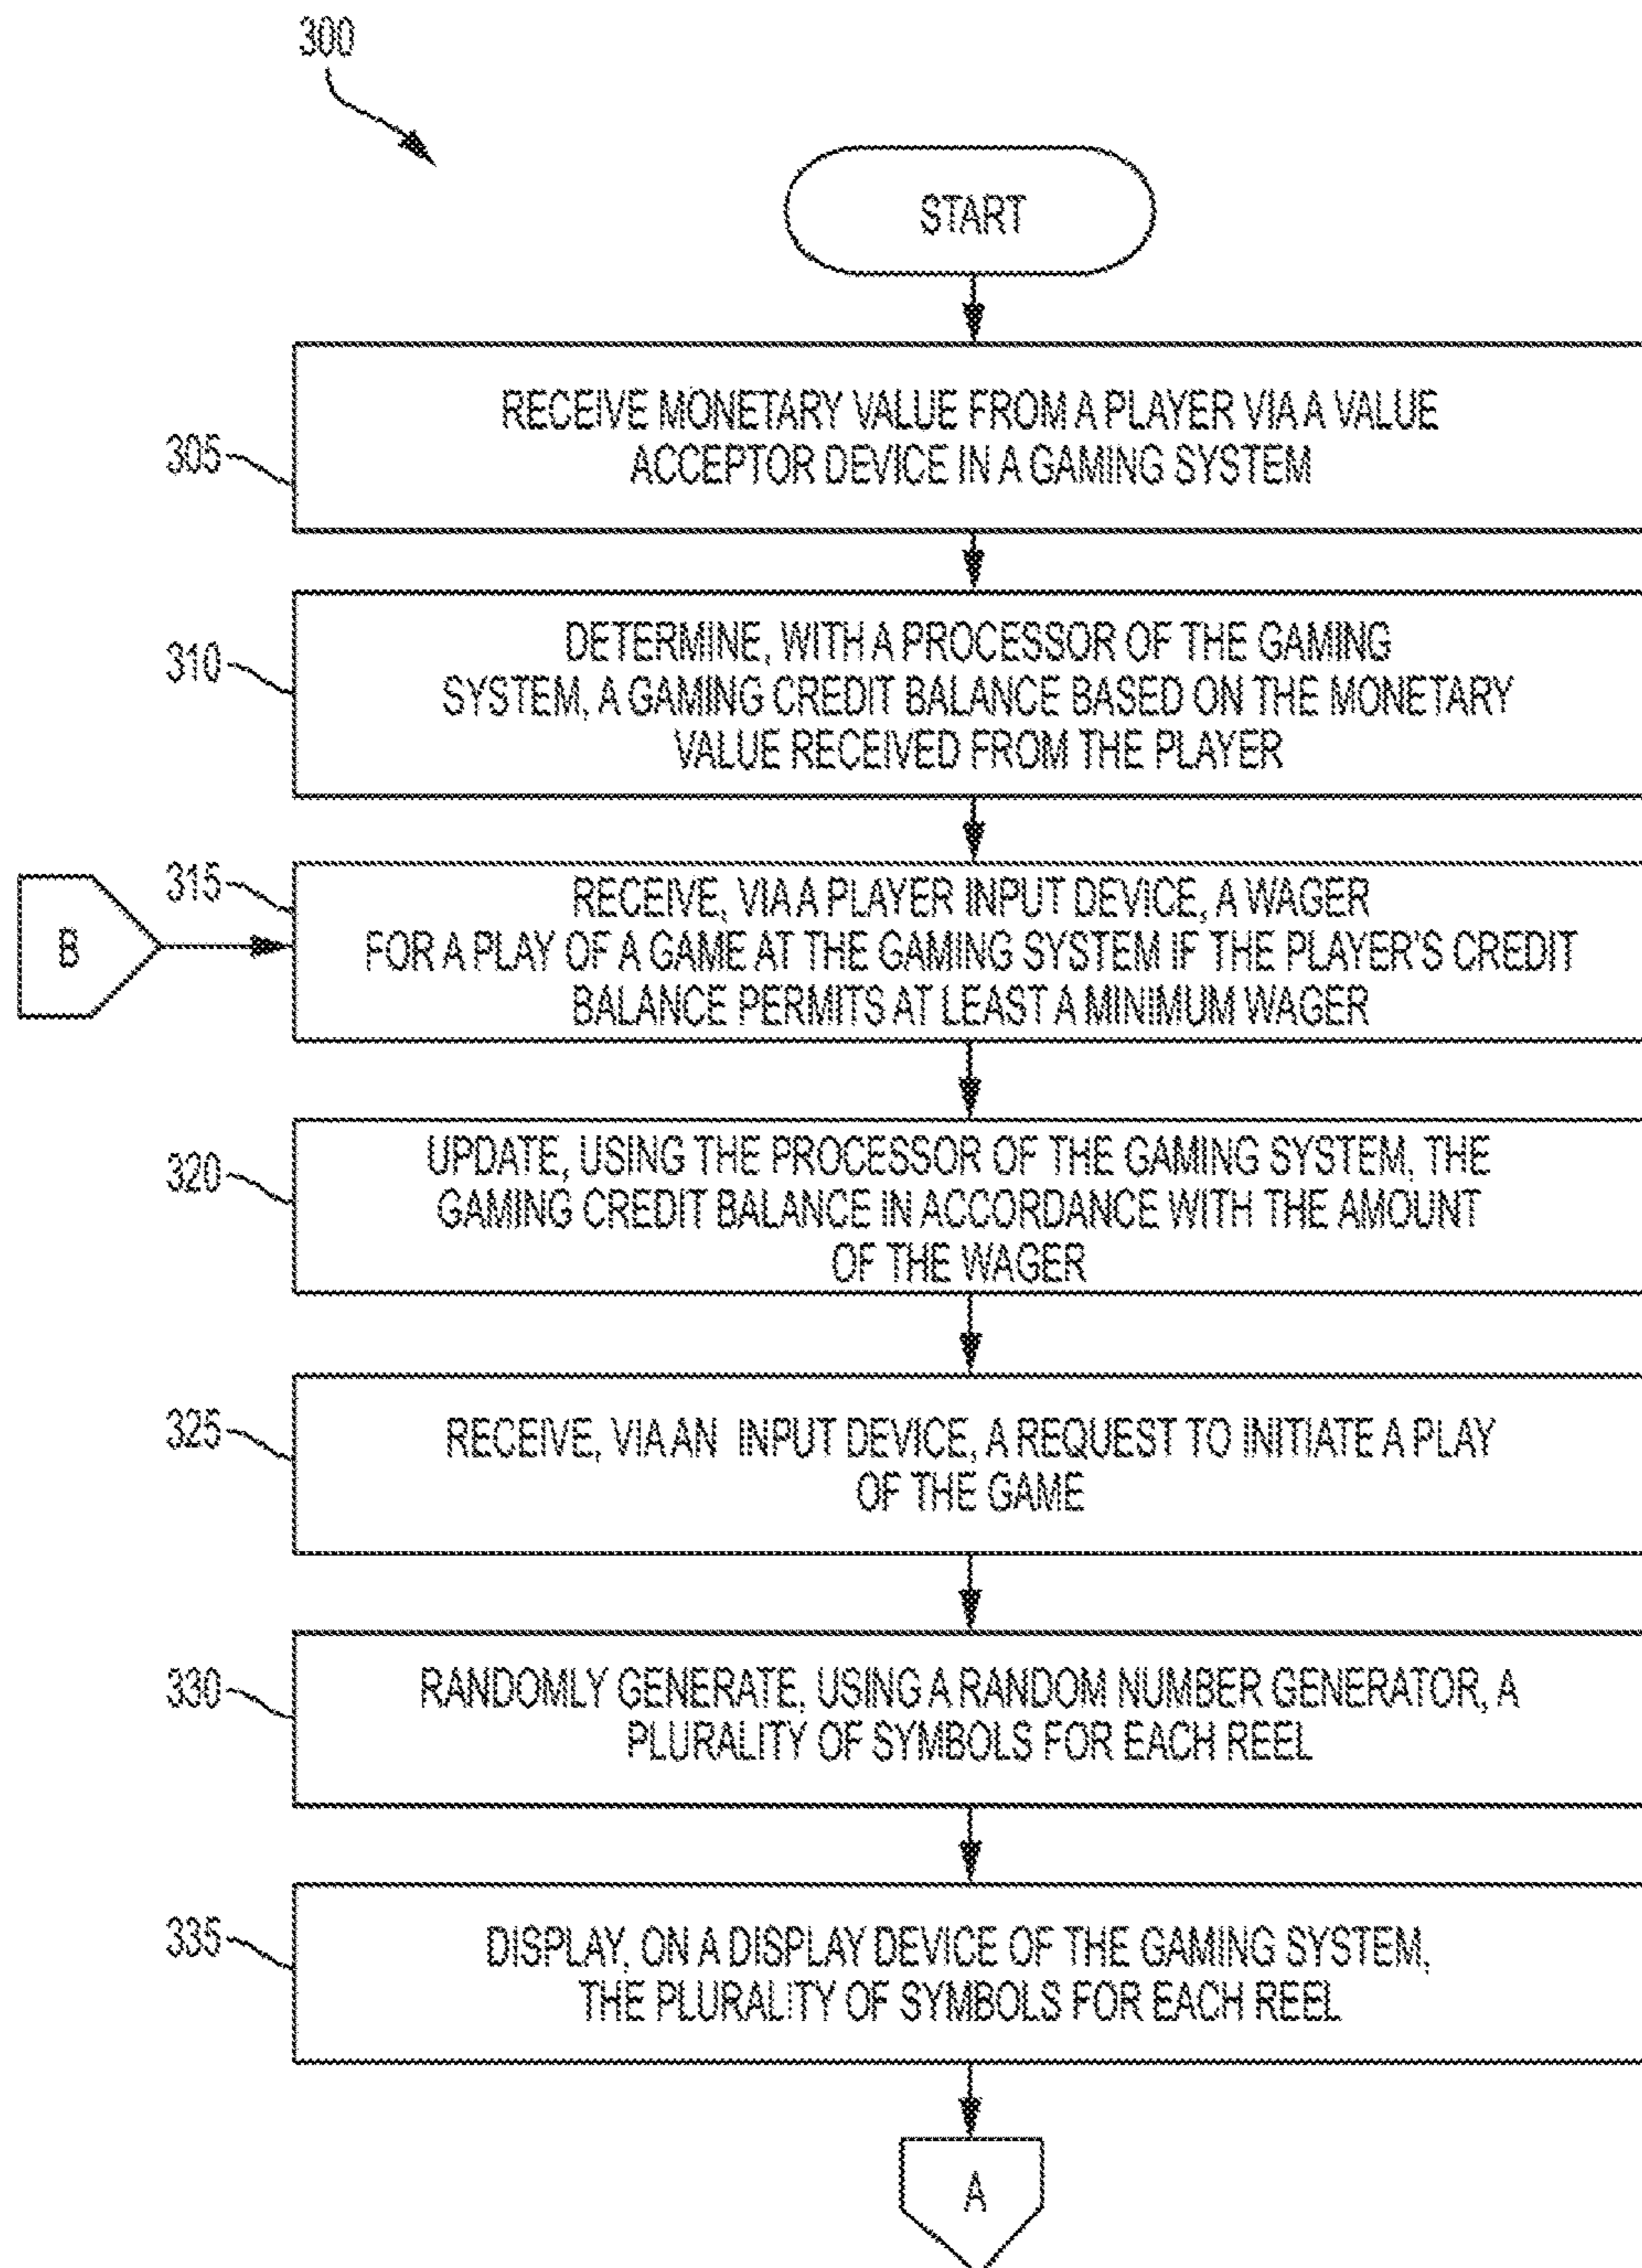 300
START
305
RECEIVE MONETARY VALUE FROM A PLAYER VIA A VALUE
ACCEPTOR DEVICE IN A GAMING SYSTEM
310
DETERMINE, WITH A PROCESSOR OF THE GAMING
SYSTEM, A GAMING CREDIT BALANCE BASED ON THE MONETARY
VALUE RECEIVED FROM THE PLAYER
B
315
RECEIVE, VIA A PLAYER INPUT DEVICE, A WAGER
FOR A PLAY OF A GAME AT THE GAMING SYSTEM IF THE PLAYER'S CREDIT
BALANCE PERMITS AT LEAST A MINIMUM WAGER
320
UPDATE, USING THE PROCESSOR OF THE GAMING SYSTEM, THE
GAMING CREDIT BALANCE IN ACCORDANCE WITH THE AMOUNT
OF THE WAGER
325
RECEIVE, VIA AN INPUT DEVICE, A REQUEST TO INITIATE A PLAY
OF THE GAME
330
RANDOMLY GENERATE, USING A RANDOM NUMBER GENERATOR, A
PLURALITY OF SYMBOLS FOR EACH REEL
335
DISPLAY, ON A DISPLAY DEVICE OF THE GAMING SYSTEM,
THE PLURALITY OF SYMBOLS FOR EACH REEL
A